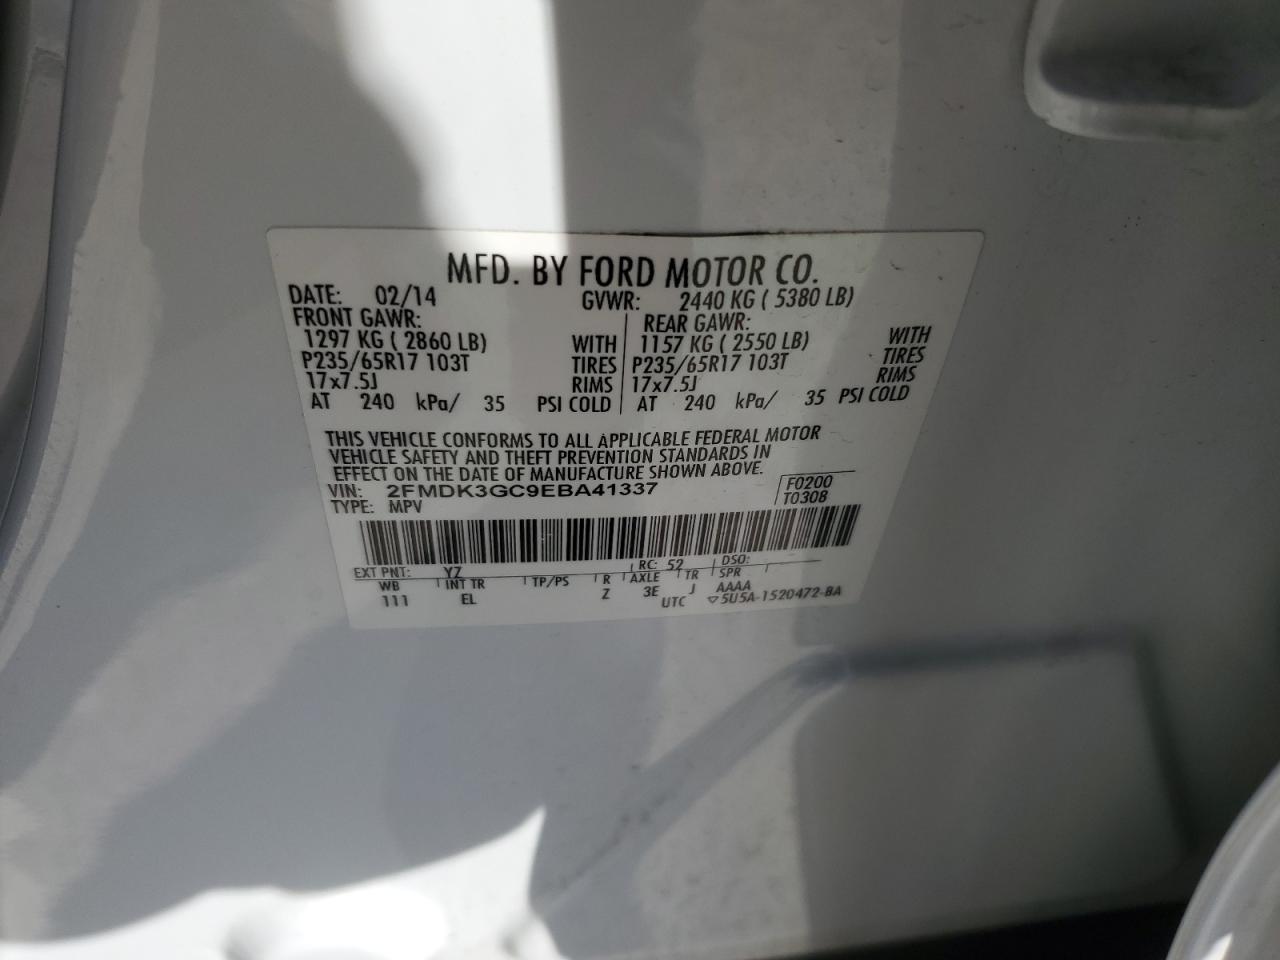 MFD. BY FORD MOTOR CO.
DATE: 02/14 GVWR: 2440 KG ( 5380 LB)
FRONT GAWR: REAR GAWR:
1297 KG ( 2860 LB) WITH 1157 KG ( 2550 LB) WITH
P235/65R17 103T TIRES P235/65R17 103T TIRES
17x7.5J RIMS 17x7.5J RIMS
AT 240 kPa/ 35 PSI COLD AT 240 kPa/ 35 PSI COLD
THIS VEHICLE CONFORMS TO ALL APPLICABLE FEDERAL MOTOR
VEHICLE SAFETY AND THEFT PREVENTION STANDARDS IN
EFFECT ON THE DATE OF MANUFACTURE SHOWN ABOVE.
VIN: 2FMDK3GC9EBA41337 F0200
TYPE: MPV T0308
EXT PNT: YZ RC: 52 DSO:
WB INT TR TP/PS R AXLE TR SPR
111 EL Z 3E J AAAA
UTC ▽5U5A-1520472-BA